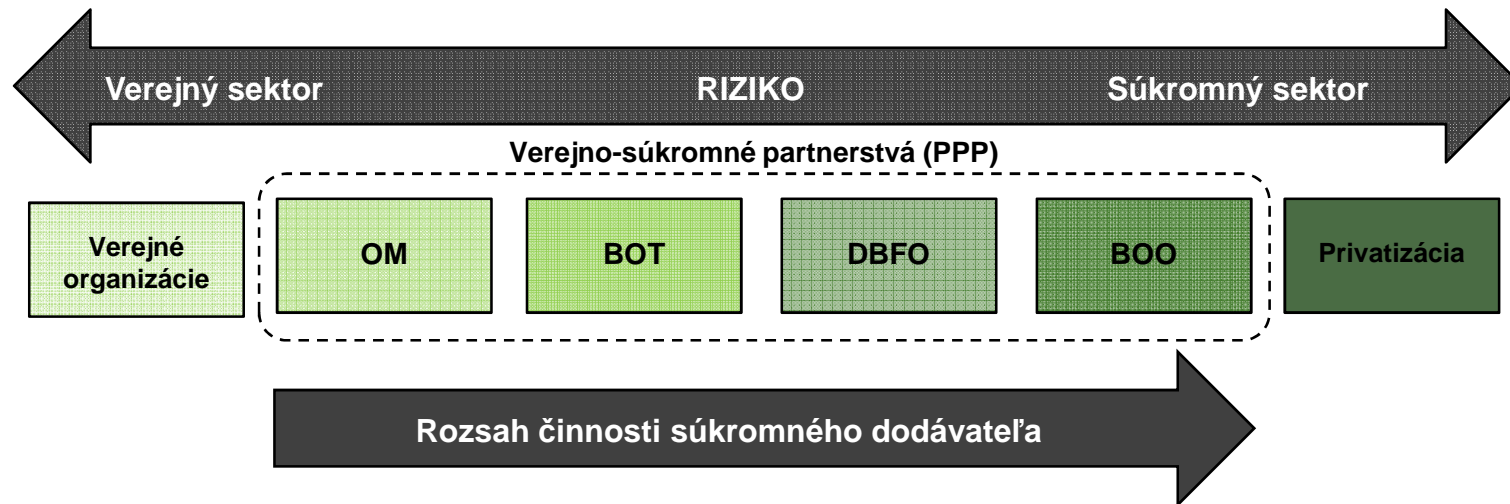 Verejný sektor RIZIKO Súkromný sektor
Verejno-súkromné partnerstvá (PPP)
Verejné
organizácie
OM
BOT
DBFO
BOO
Privatizácia
Rozsah činnosti súkromného dodávateľa